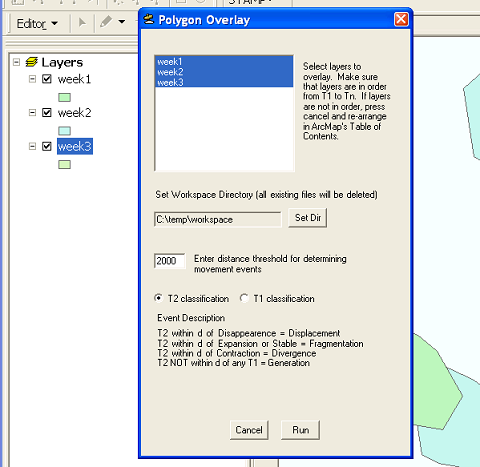 STAMP
Polygon Overlay
Editor
Layers
week1
week2
week3
week1
week2
week3
Select layers to
overlay. Make sure
that layers are in order
from T1 to Tn. If layers
are not in order, press
cancel and re-arrange
in ArcMap's Table of
Contents.
Set Workspace Directory (all existing files will be deleted)
C:\temp\workspace
Set Dir
2000
Enter distance threshold for determining
movement events
T2 classification
T1 classification
Event Description
T2 within d of Disappearence = Displacement
T2 within d of Expansion or Stable = Fragmentation
T2 within d of Contraction = Divergence
T2 NOT within d of any T1 = Generation
Cancel
Run